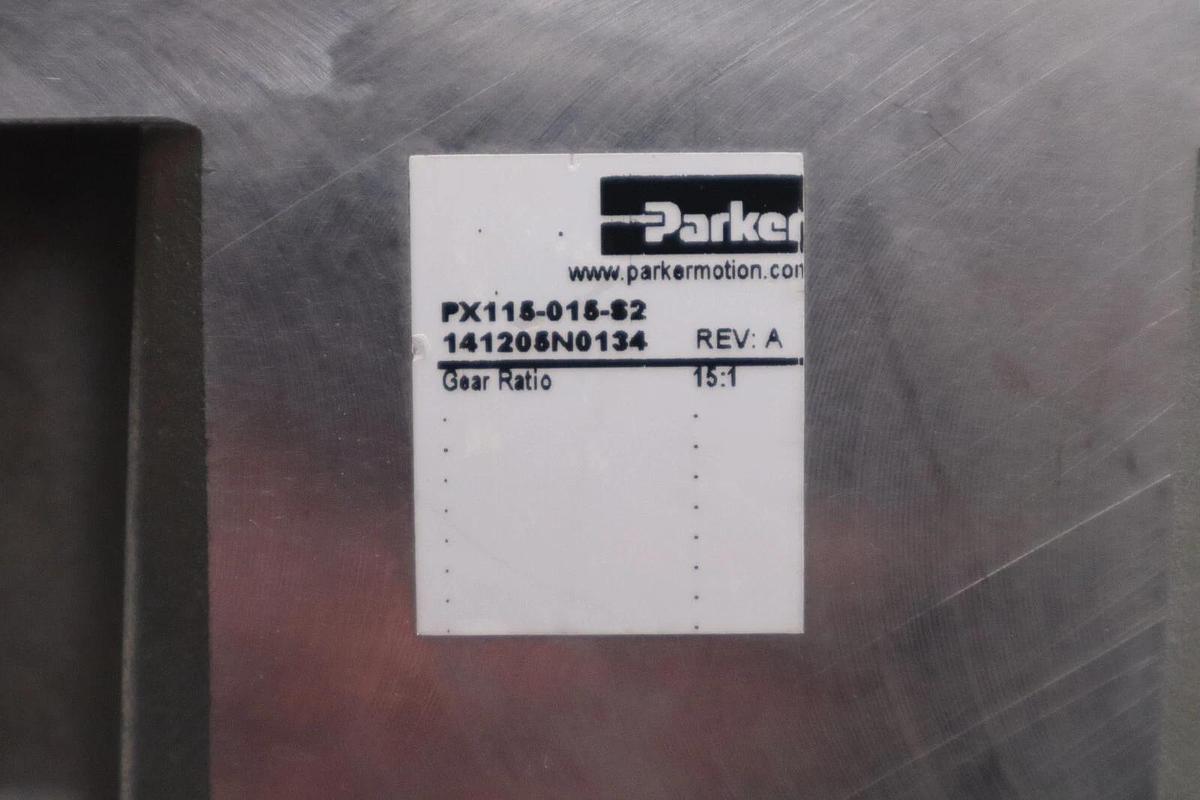 Parker
www.parkermotion.com
PX115-015-S2
141205N0134 REV: A
Gear Ratio 15:1